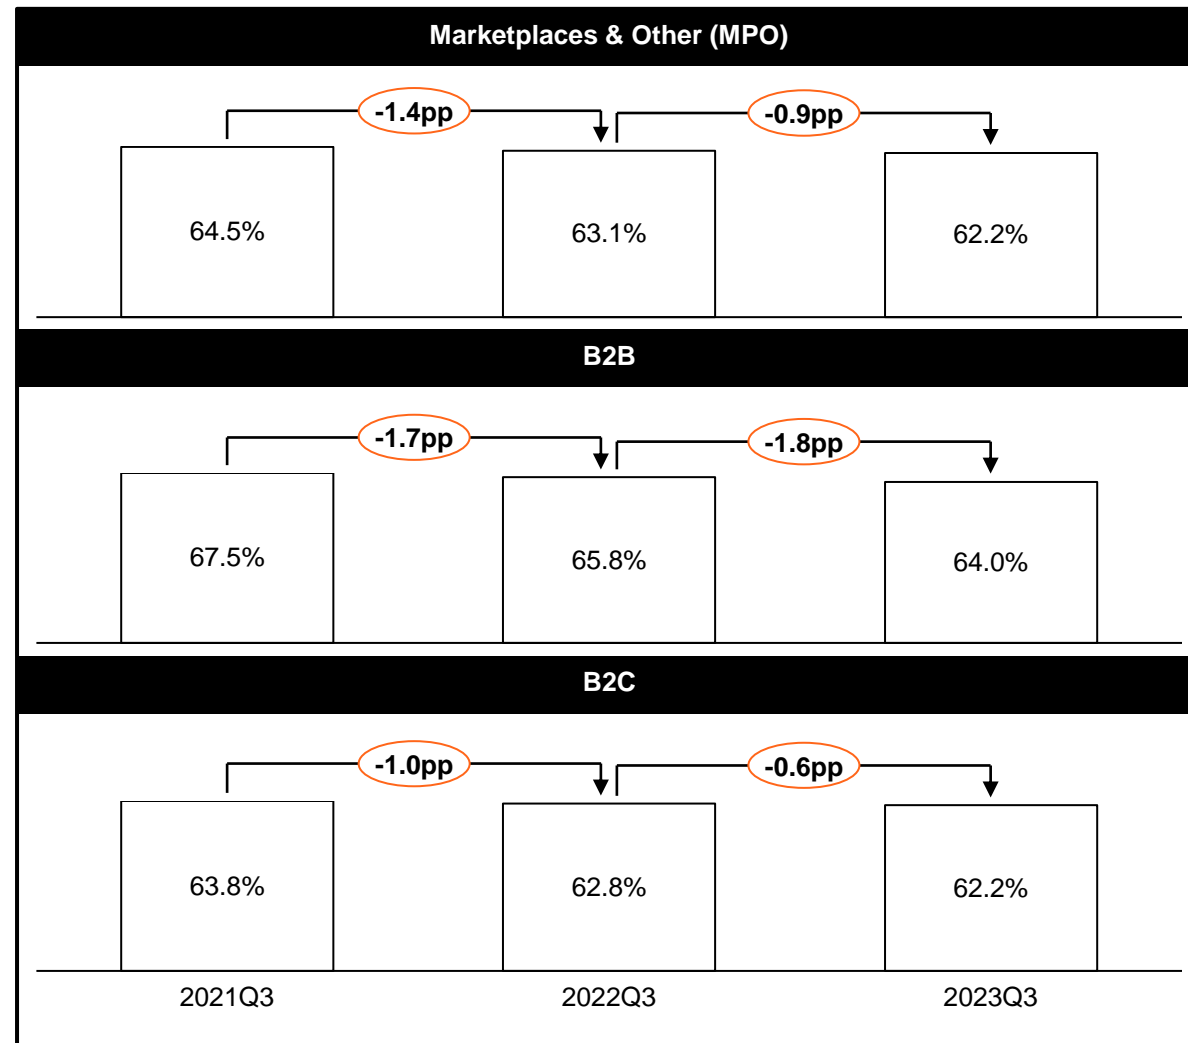 Marketplaces & Other (MPO)
-1.4pp
-0.9pp
64.5%
63.1%
62.2%
B2B
-1.7pp
-1.8pp
67.5%
65.8%
64.0%
B2C
-1.0pp
-0.6pp
63.8%
62.8%
62.2%
2021Q3
2022Q3
2023Q3